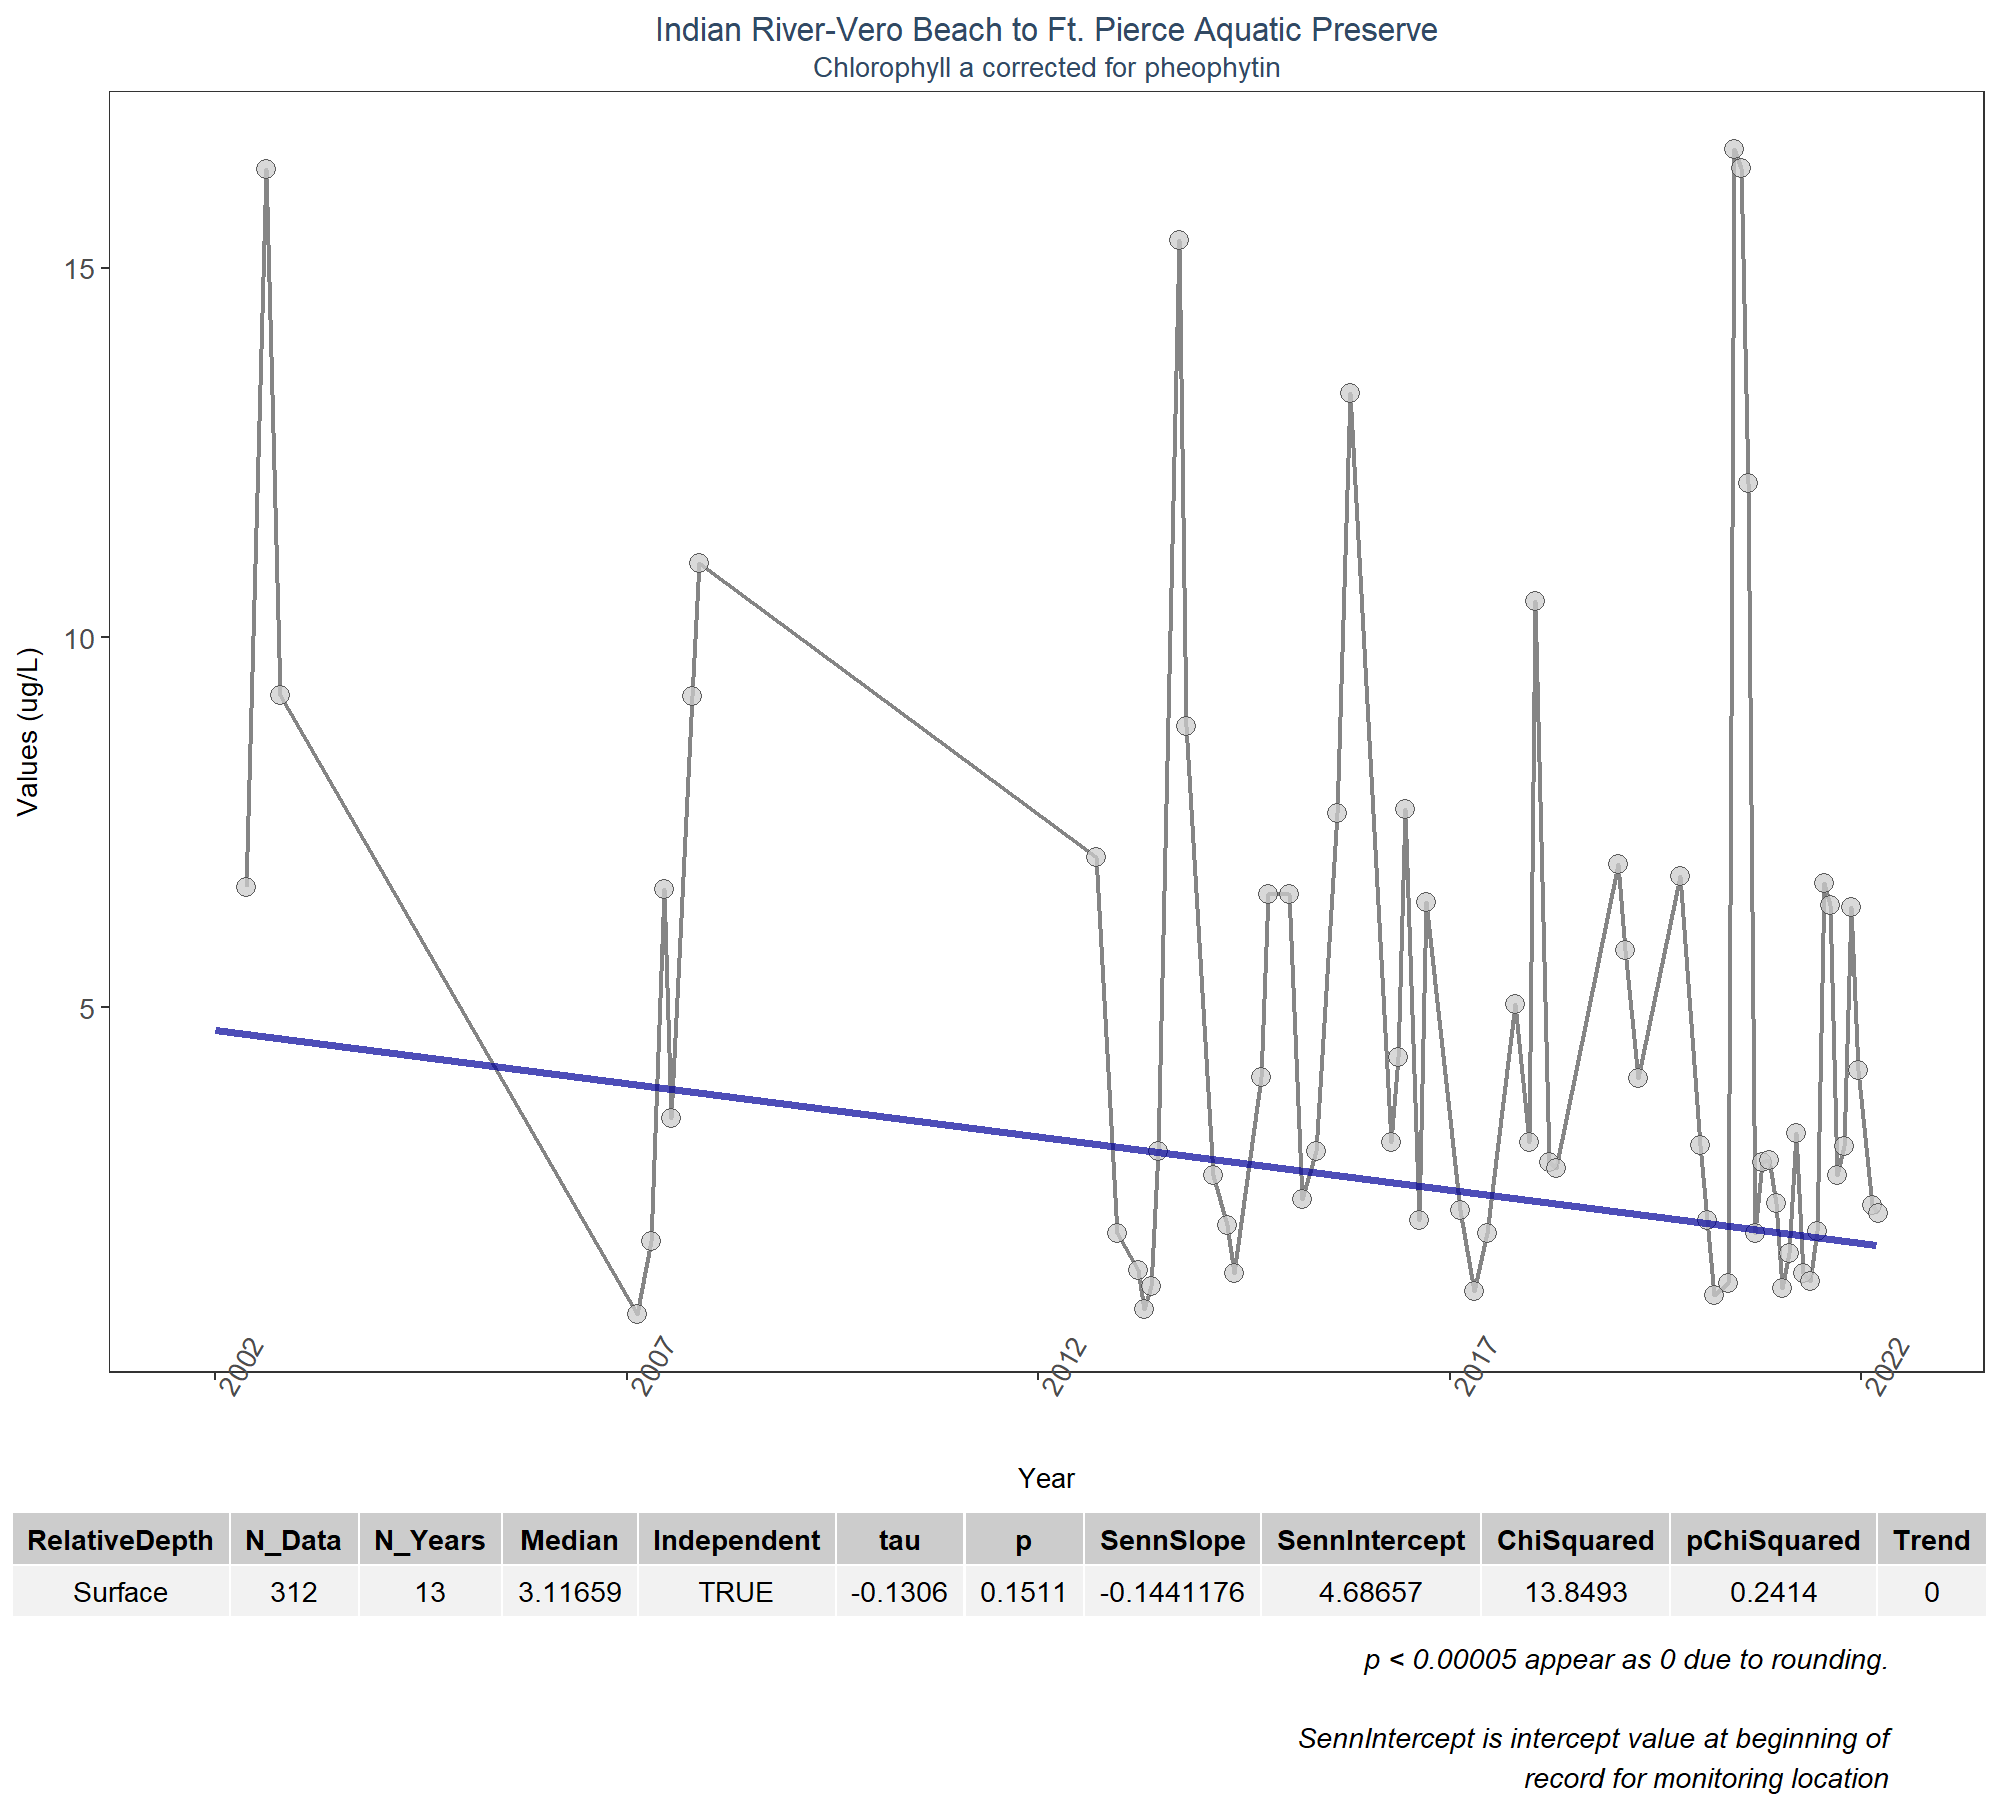 Indian River-Vero Beach to Ft. Pierce Aquatic Preserve
Chlorophyll a corrected for pheophytin
Values (ug/L)
15
10
5
2002 2007 2012 2017 2022
Year
RelativeDepth N_Data N_Years Median Independent tau p SennSlope SennIntercept ChiSquared pChiSquared Trend
Surface 312 13 3.11659 TRUE -0.1306 0.1511 -0.1441176 4.68657 13.8493 0.2414 0
p < 0.00005 appear as 0 due to rounding.
SennIntercept is intercept value at beginning of
record for monitoring location